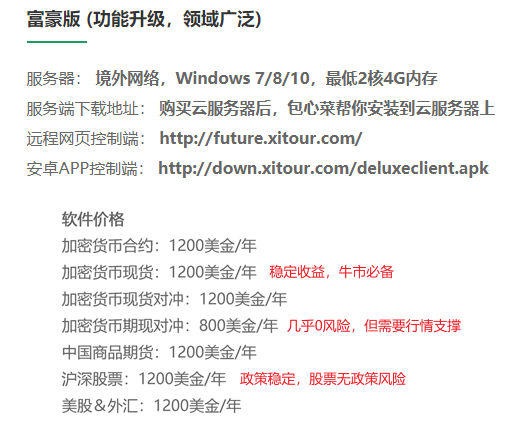 富豪版 (功能升级，领域广泛)
服务器： 境外网络，Windows 7/8/10，最低2核4G内存
服务端下载地址： 购买云服务器后，包心菜帮你安装到云服务器上
远程网页控制端： http://future.xitour.com/
安卓APP控制端： http://down.xitour.com/deluxeclient.apk
软件价格
加密货币合约：1200美金/年
加密货币现货：1200美金/年 稳定收益，牛市必备
加密货币现货对冲：1200美金/年
加密货币期现对冲：800美金/年 几乎0风险，但需要行情支撑
中国商品期货：1200美金/年
沪深股票：1200美金/年 政策稳定，股票无政策风险
美股＆外汇：1200美金/年